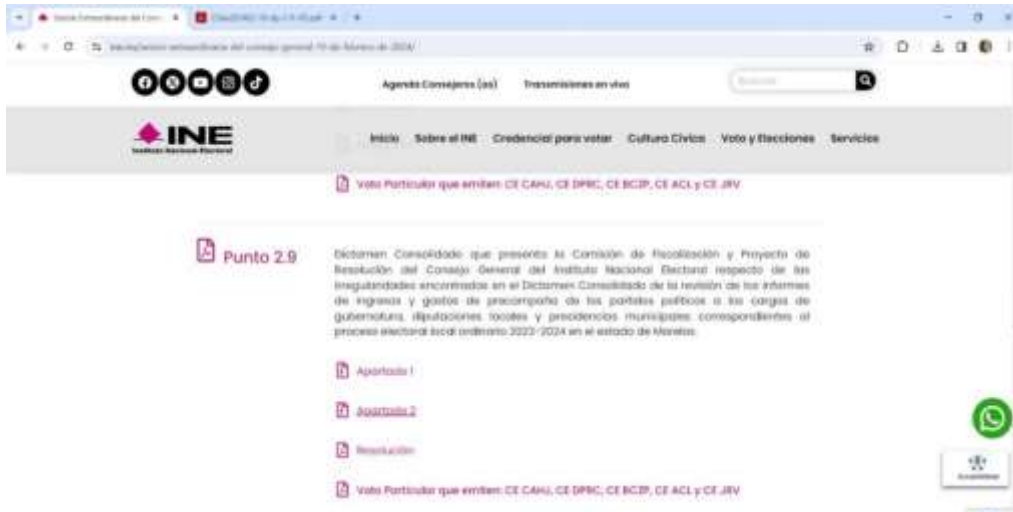 Agenda Consejeros (as) Transmisiones en vivo
INE
Instituto Nacional Electoral
Inicio Sobre el INE Credencial para votar Cultura Cívica Voto y Elecciones Servicios
Voto Particular que emiten: CE CAHJ, CE DPRC, CE BCZP, CE ACL y CE JRV
Punto 2.9
Dictamen Consolidado que presenta la Comisión de Fiscalización y Proyecto de
Resolución del Consejo General del Instituto Nacional Electoral respecto de las
irregularidades encontradas en el Dictamen Consolidado de la revisión de los informes
de ingresos y gastos de precampaña de los partidos políticos a los cargos de
gubernatura, diputaciones locales y presidencias municipales, correspondientes al
proceso electoral local ordinario 2023-2024 en el estado de Morelos.
Apartado 1
Apartado 2
Resolución
Voto Particular que emiten: CE CAHJ, CE DPRC, CE BCZP, CE ACL y CE JRV